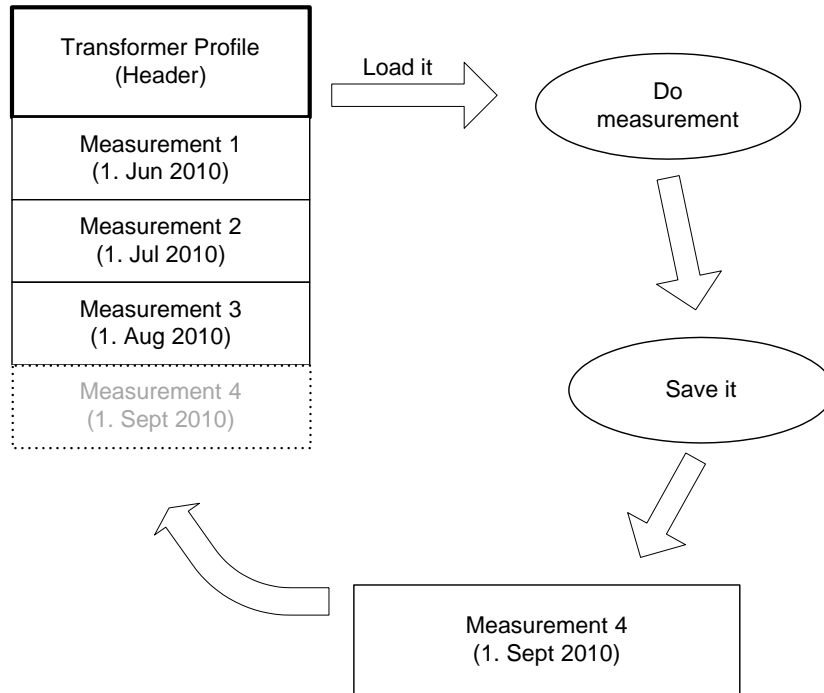 Transformer Profile
(Header)
Load it
Do
measurement
Measurement 1
(1. Jun 2010)
Measurement 2
(1. Jul 2010)
Measurement 3
(1. Aug 2010)
Measurement 4
(1. Sept 2010)
Save it
Measurement 4
(1. Sept 2010)